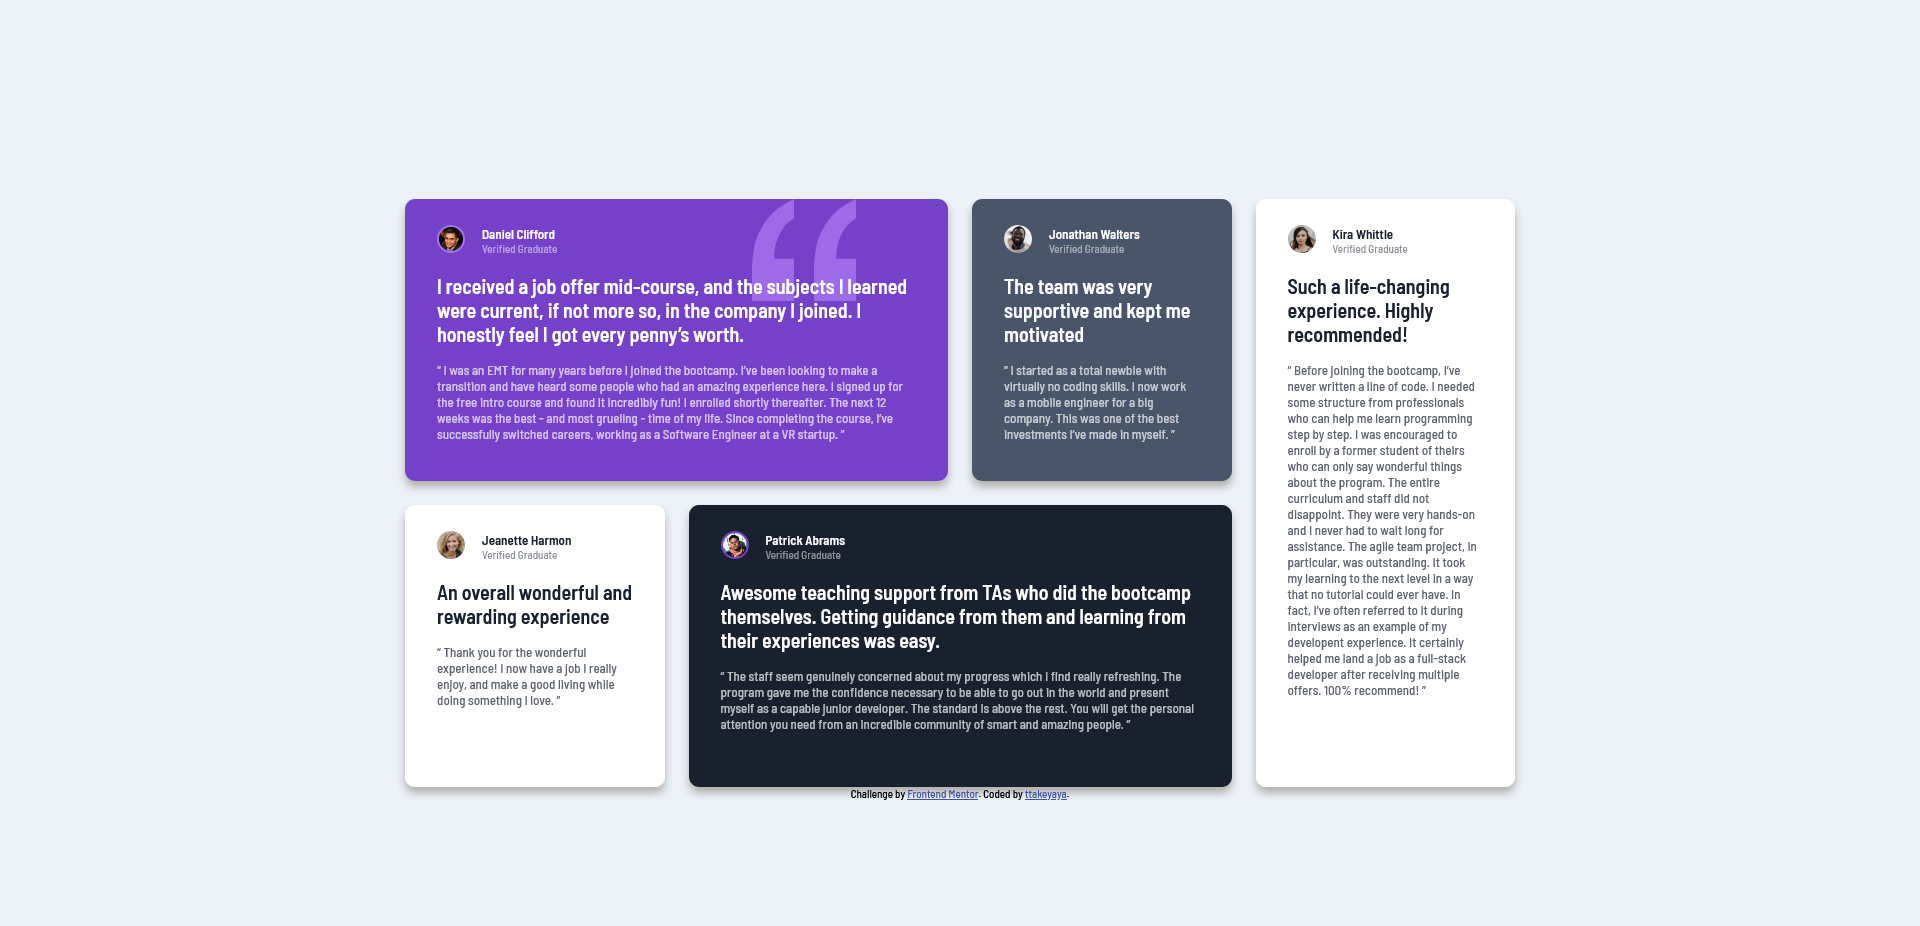 Daniel Clifford
Verified Graduate
I received a job offer mid-course, and the subjects I learned
were current, if not more so, in the company I joined. I
honestly feel I got every penny’s worth.
“ I was an EMT for many years before I joined the bootcamp. I’ve been looking to make a
transition and have heard some people who had an amazing experience here. I signed up for
the free intro course and found it incredibly fun! I enrolled shortly thereafter. The next 12
weeks was the best - and most grueling - time of my life. Since completing the course, I’ve
successfully switched careers, working as a Software Engineer at a VR startup. ”
Jonathan Walters
Verified Graduate
The team was very
supportive and kept me
motivated
“ I started as a total newbie with
virtually no coding skills. I now work
as a mobile engineer for a big
company. This was one of the best
investments I’ve made in myself. ”
Kira Whittle
Verified Graduate
Such a life-changing
experience. Highly
recommended!
“ Before joining the bootcamp, I’ve
never written a line of code. I needed
some structure from professionals
who can help me learn programming
step by step. I was encouraged to
enroll by a former student of theirs
who can only say wonderful things
about the program. The entire
curriculum and staff did not
disappoint. They were very hands-on
and I never had to wait long for
assistance. The agile team project, in
particular, was outstanding. It took
my learning to the next level in a way
that no tutorial could ever have. In
fact, I’ve often referred to it during
interviews as an example of my
developent experience. It certainly
helped me land a job as a full-stack
developer after receiving multiple
offers. 100% recommend! ”
Jeanette Harmon
Verified Graduate
An overall wonderful and
rewarding experience
“ Thank you for the wonderful
experience! I now have a job I really
enjoy, and make a good living while
doing something I love. ”
Patrick Abrams
Verified Graduate
Awesome teaching support from TAs who did the bootcamp
themselves. Getting guidance from them and learning from
their experiences was easy.
“ The staff seem genuinely concerned about my progress which I find really refreshing. The
program gave me the confidence necessary to be able to go out in the world and present
myself as a capable junior developer. The standard is above the rest. You will get the personal
attention you need from an incredible community of smart and amazing people. ”
Challenge by Frontend Mentor. Coded by ttakeyaya.